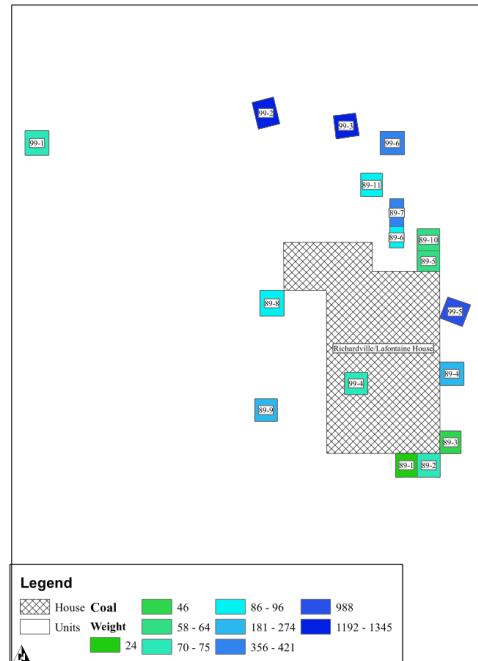 99-2
99-3
99-1
99-6
89-11
89-7
89-6
89-10
89-5
89-8
99-5
Richardville/Lafontaine House
89-4
99-4
89-9
89-3
89-1
89-2
Legend
House
Units
Coal
Weight
24
46
58 - 64
70 - 75
86 - 96
181 - 274
356 - 421
988
1192 - 1345